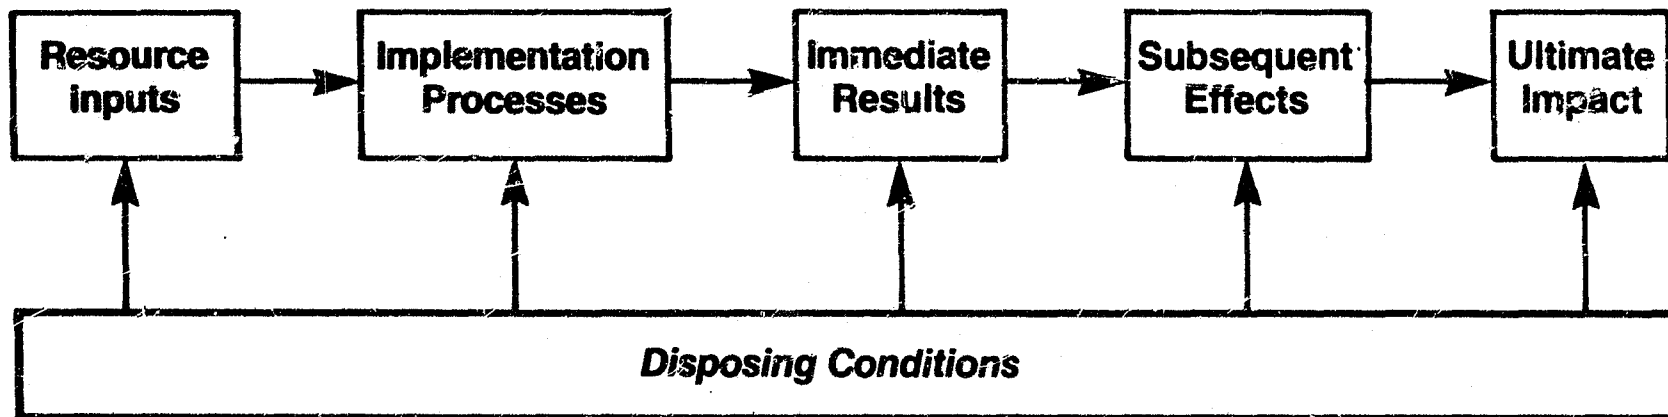 Resource
inputs
Implementation
Processes
Immediate
Results
Subsequent
Effects
Ultimate
Impact
Disposing Conditions